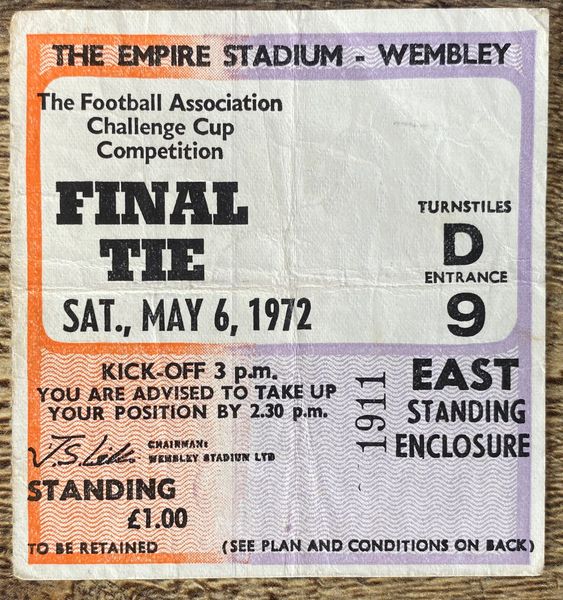 THE EMPIRE STADIUM - WEMBLEY
The Football Association
Challenge Cup
Competition
FINAL
TIE
SAT., MAY 6, 1972
TURNSTILES
D
ENTRANCE
9
KICK-OFF 3 p.m.
YOU ARE ADVISED TO TAKE UP
YOUR POSITION BY 2.30 p.m.
CHAIRMAN:
WEMBLEY STADIUM LTD
1911
EAST
STANDING
ENCLOSURE
STANDING
£1.00
TO BE RETAINED
(SEE PLAN AND CONDITIONS ON BACK)